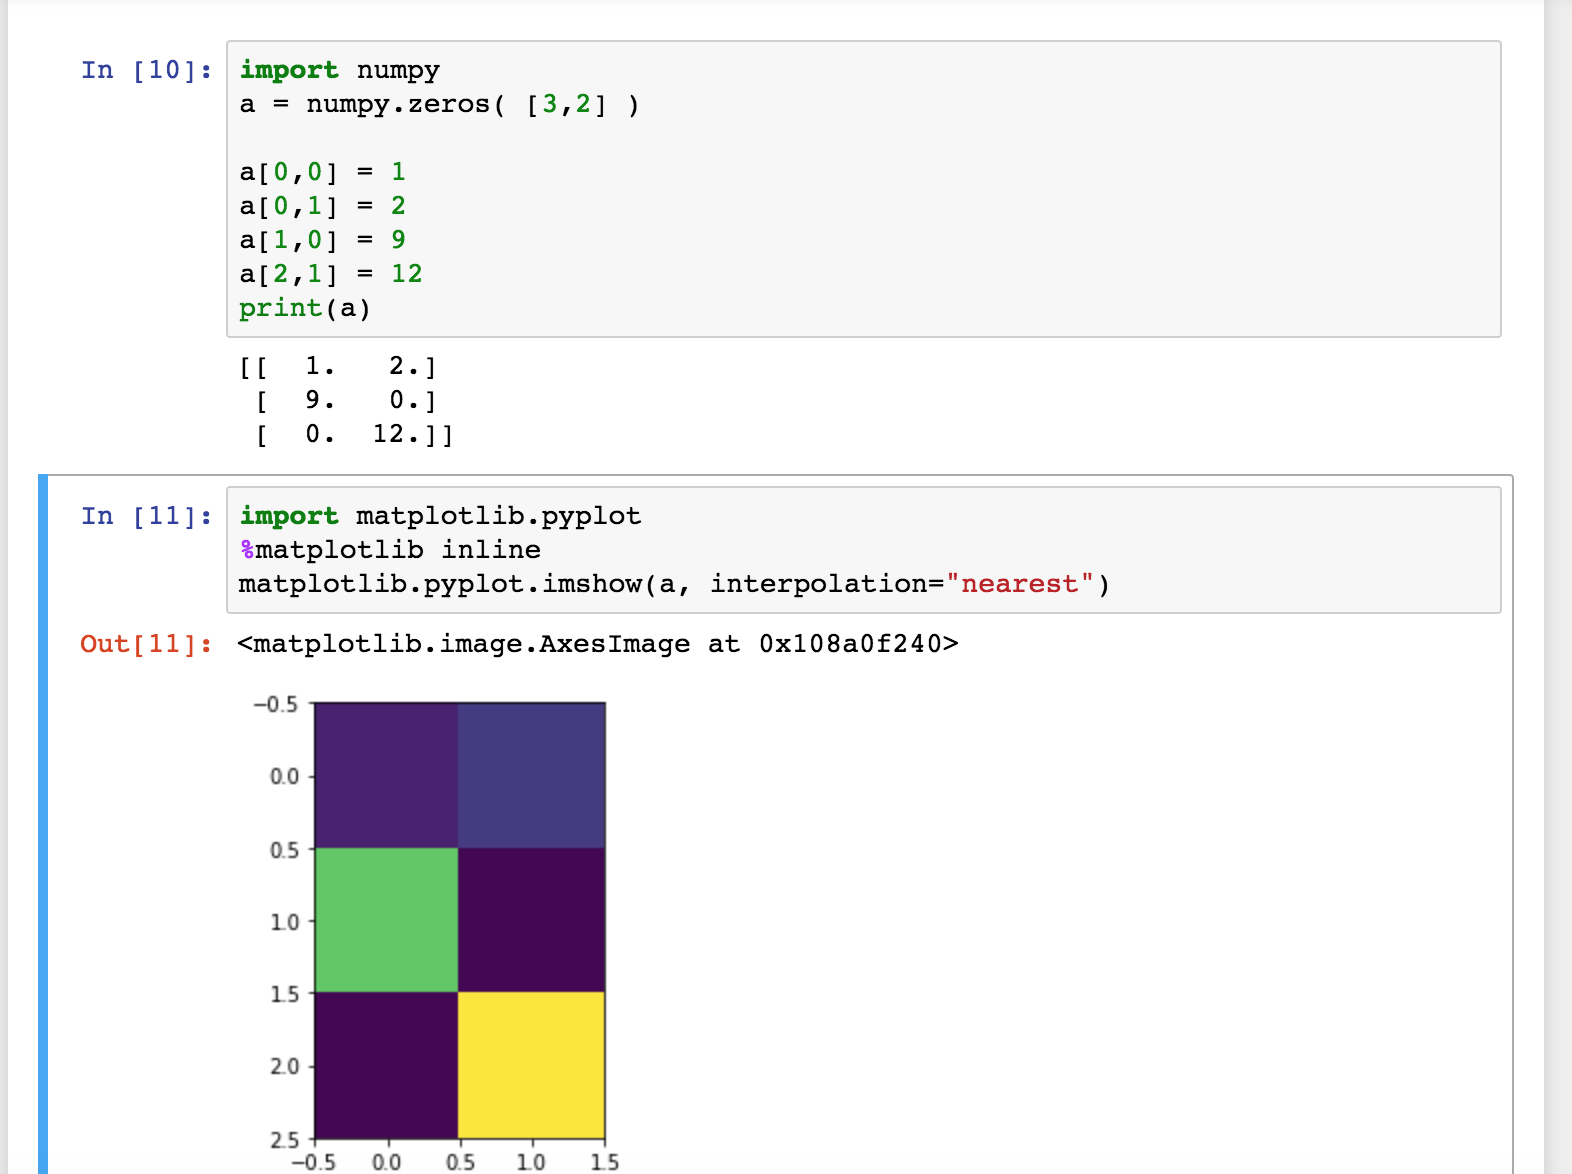 In [10]: import numpy
a = numpy.zeros( [3,2] )
a[0,0] = 1
a[0,1] = 2
a[1,0] = 9
a[2,1] = 12
print(a)
[[  1.   2.]
 [  9.   0.]
 [  0.  12.]]
In [11]: import matplotlib.pyplot
%matplotlib inline
matplotlib.pyplot.imshow(a, interpolation="nearest")
Out[11]: <matplotlib.image.AxesImage at 0x108a0f240>
−0.5
0.0
0.5
1.0
1.5
2.0
2.5
−0.5 0.0 0.5 1.0 1.5